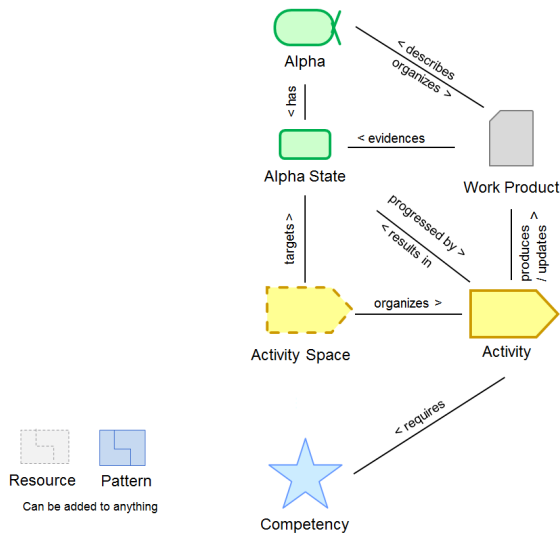 Alpha
< describes
organizes >
< has
< evidences
Alpha State
Work Product
targets >
progressed by >
< results in
produces >
/ updates
organizes >
Activity Space
Activity
< requires
Resource
Pattern
Can be added to anything
Competency